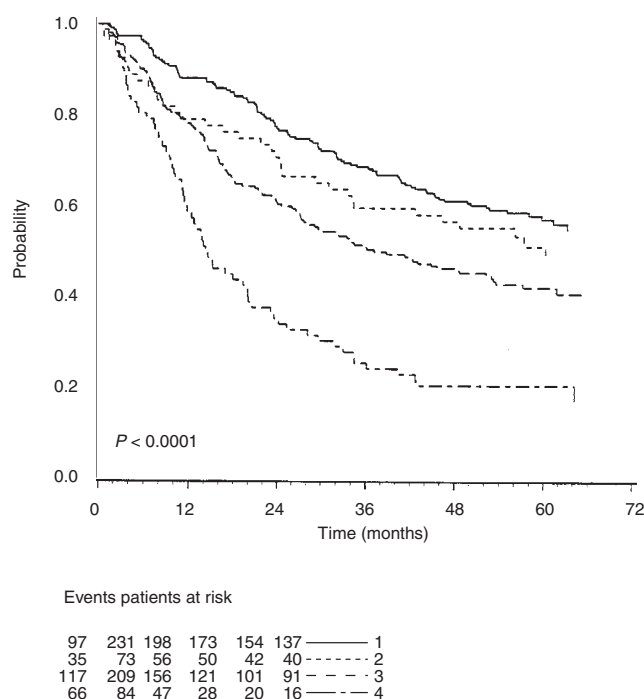 1.0
0.8
0.6
0.4
0.2
0.0
Probability
P < 0.0001
0 12 24 36 48 60 72
Time (months)
Events patients at risk
97 231 198 173 154 137 1
35 73 56 50 42 40 2
117 209 156 121 101 91 3
66 84 47 28 20 16 4